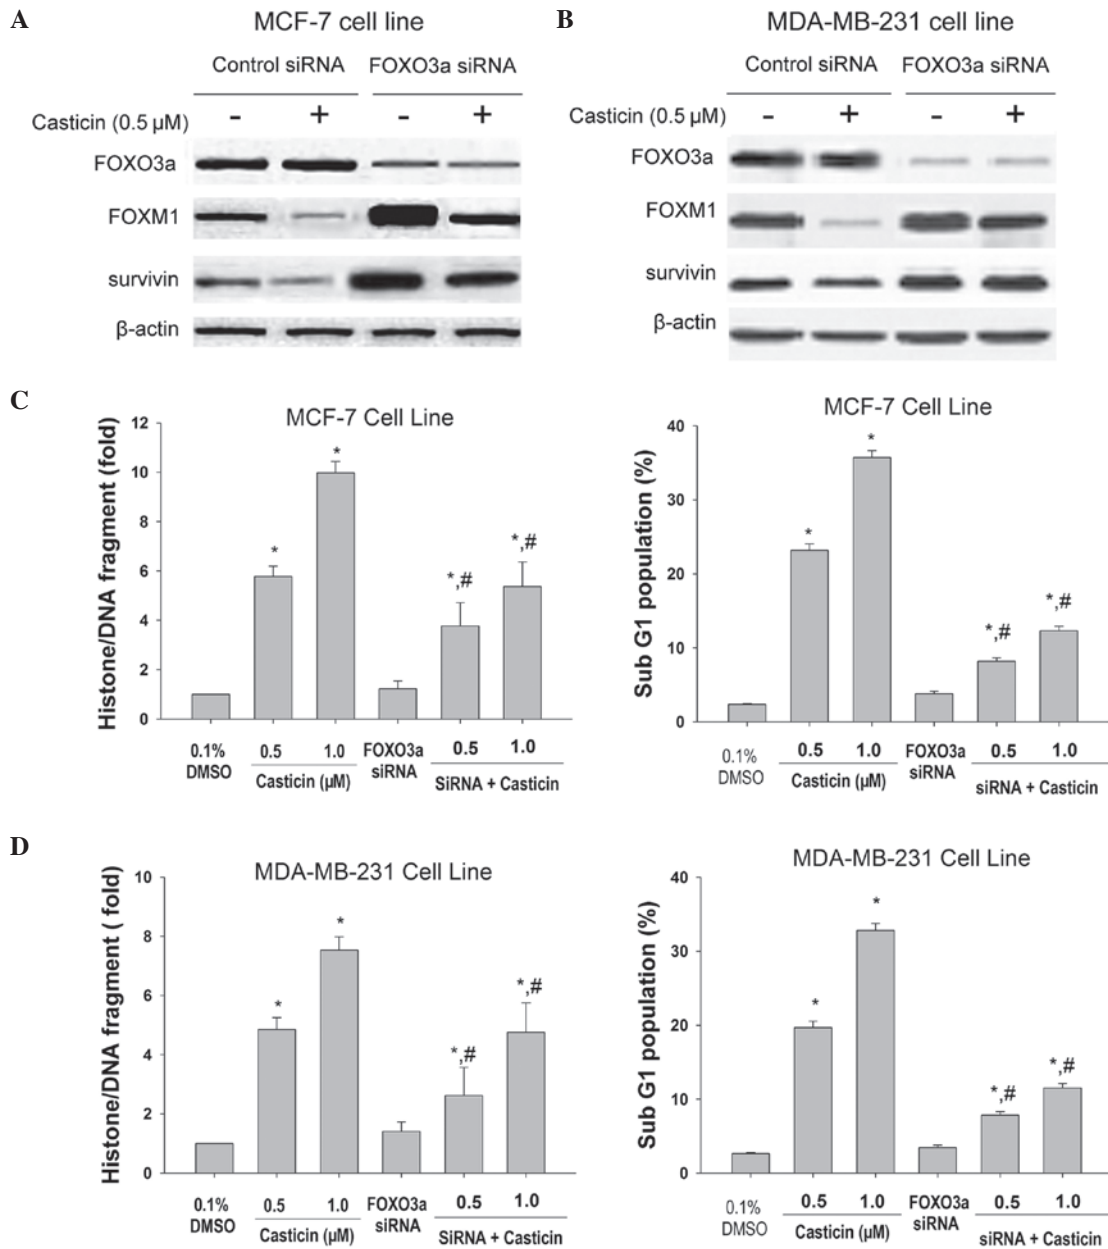 A
MCF-7 cell line
Control siRNA FOXO3a siRNA
Casticin (0.5 µM) - + - +
FOXO3a
FOXM1
survivin
β-actin
B
MDA-MB-231 cell line
Control siRNA FOXO3a siRNA
Casticin (0.5 µM) - + - +
FOXO3a
FOXM1
survivin
β-actin
C
MCF-7 Cell Line
Histone/DNA fragment (fold)
12
10
8
6
4
2
0
*
*
*,#
*,#
0.1% DMSO
0.5 1.0
Casticin (µM)
FOXO3a siRNA
0.5 1.0
SiRNA + Casticin
MCF-7 Cell Line
Sub G1 population (%)
40
30
20
10
0
*
*
*,#
*,#
0.1% DMSO
0.5 1.0
Casticin (µM)
FOXO3a siRNA
0.5 1.0
siRNA + Casticin
D
MDA-MB-231 Cell Line
Histone/DNA fragment ( fold)
10
8
6
4
2
0
*
*
*,#
*,#
0.1% DMSO
0.5 1.0
Casticin (µM)
FOXO3a siRNA
0.5 1.0
SiRNA + Casticin
MDA-MB-231 Cell Line
Sub G1 population (%)
40
30
20
10
0
*
*
*,#
*,#
0.1% DMSO
0.5 1.0
Casticin (µM)
FOXO3a siRNA
0.5 1.0
siRNA + Casticin